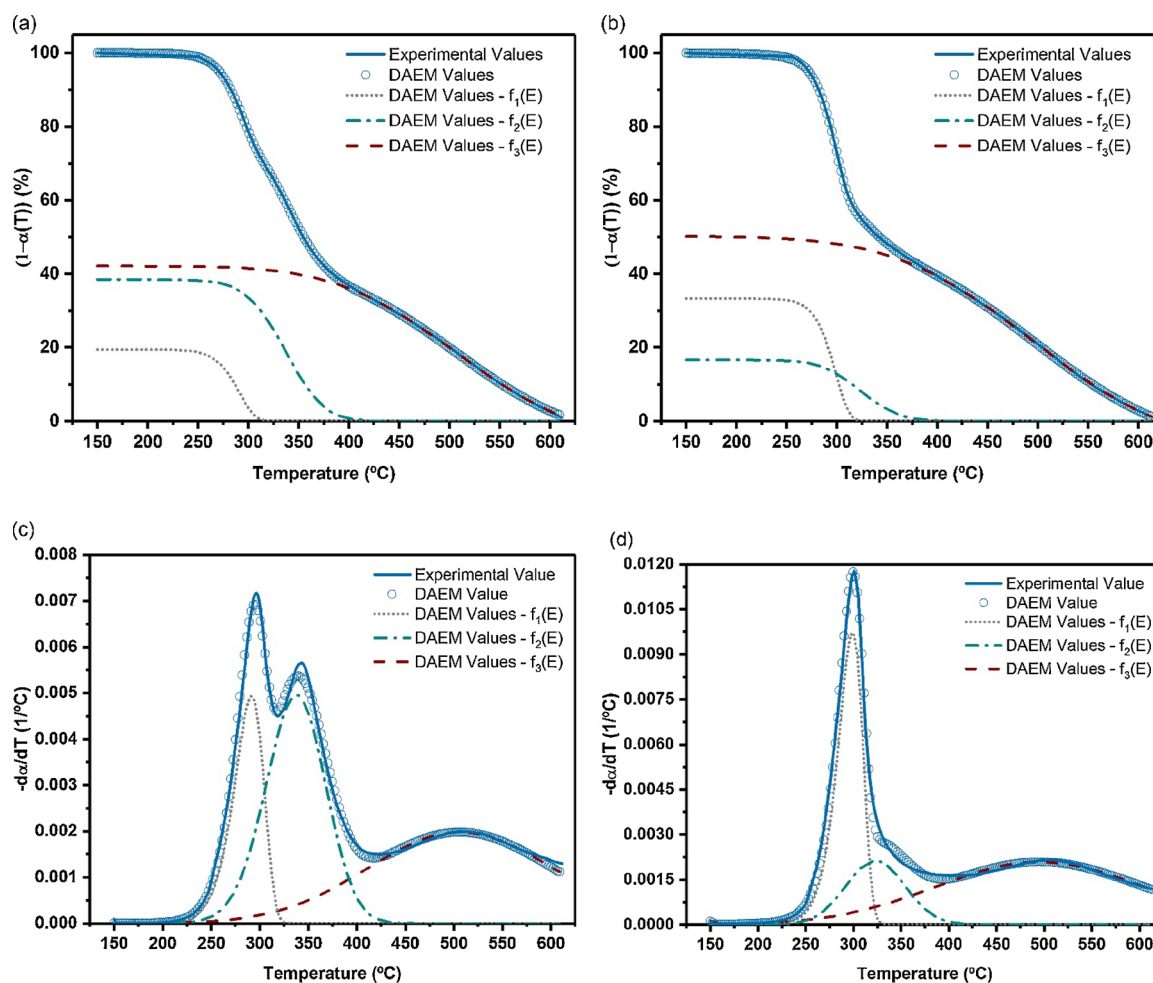 (a)
100
80
60
40
20
0
(1−α(T)) (%)
150 200 250 300 350 400 450 500 550 600
Temperature (ºC)
Experimental Values
DAEM Values
DAEM Values - f₁(E)
DAEM Values - f₂(E)
DAEM Values - f₃(E)
(b)
100
80
60
40
20
0
(1−α(T)) (%)
150 200 250 300 350 400 450 500 550 600
Temperature (ºC)
Experimental Values
DAEM Values
DAEM Values - f₁(E)
DAEM Values - f₂(E)
DAEM Values - f₃(E)
(c)
0.008
0.007
0.006
0.005
0.004
0.003
0.002
0.001
0.000
-dα/dT (1/ºC)
150 200 250 300 350 400 450 500 550 600
Temperature (ºC)
Experimental Value
DAEM Value
DAEM Values - f₁(E)
DAEM Values - f₂(E)
DAEM Values - f₃(E)
(d)
0.0120
0.0105
0.0090
0.0075
0.0060
0.0045
0.0030
0.0015
0.0000
-dα/dT (1/ºC)
150 200 250 300 350 400 450 500 550 600
Temperature (ºC)
Experimental Value
DAEM Value
DAEM Values - f₁(E)
DAEM Values - f₂(E)
DAEM Values - f₃(E)